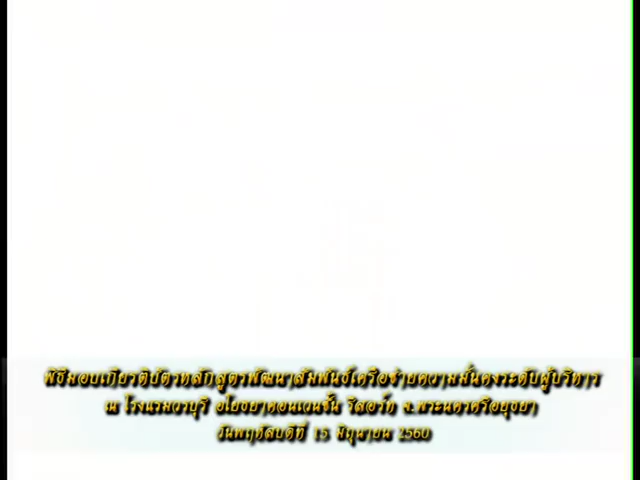 พิธีมอบเกียรติบัตรหลักสูตรพัฒนาสัมพันธ์เครือข่ายความมั่นคงระดับผู้บริหาร
ณ โรงแรมวรบุรี อโยธยาคอนเวนชั่น รีสอร์ท จ.พระนครศรีอยุธยา
วันพฤหัสบดีที่ 15 มิถุนายน 2560